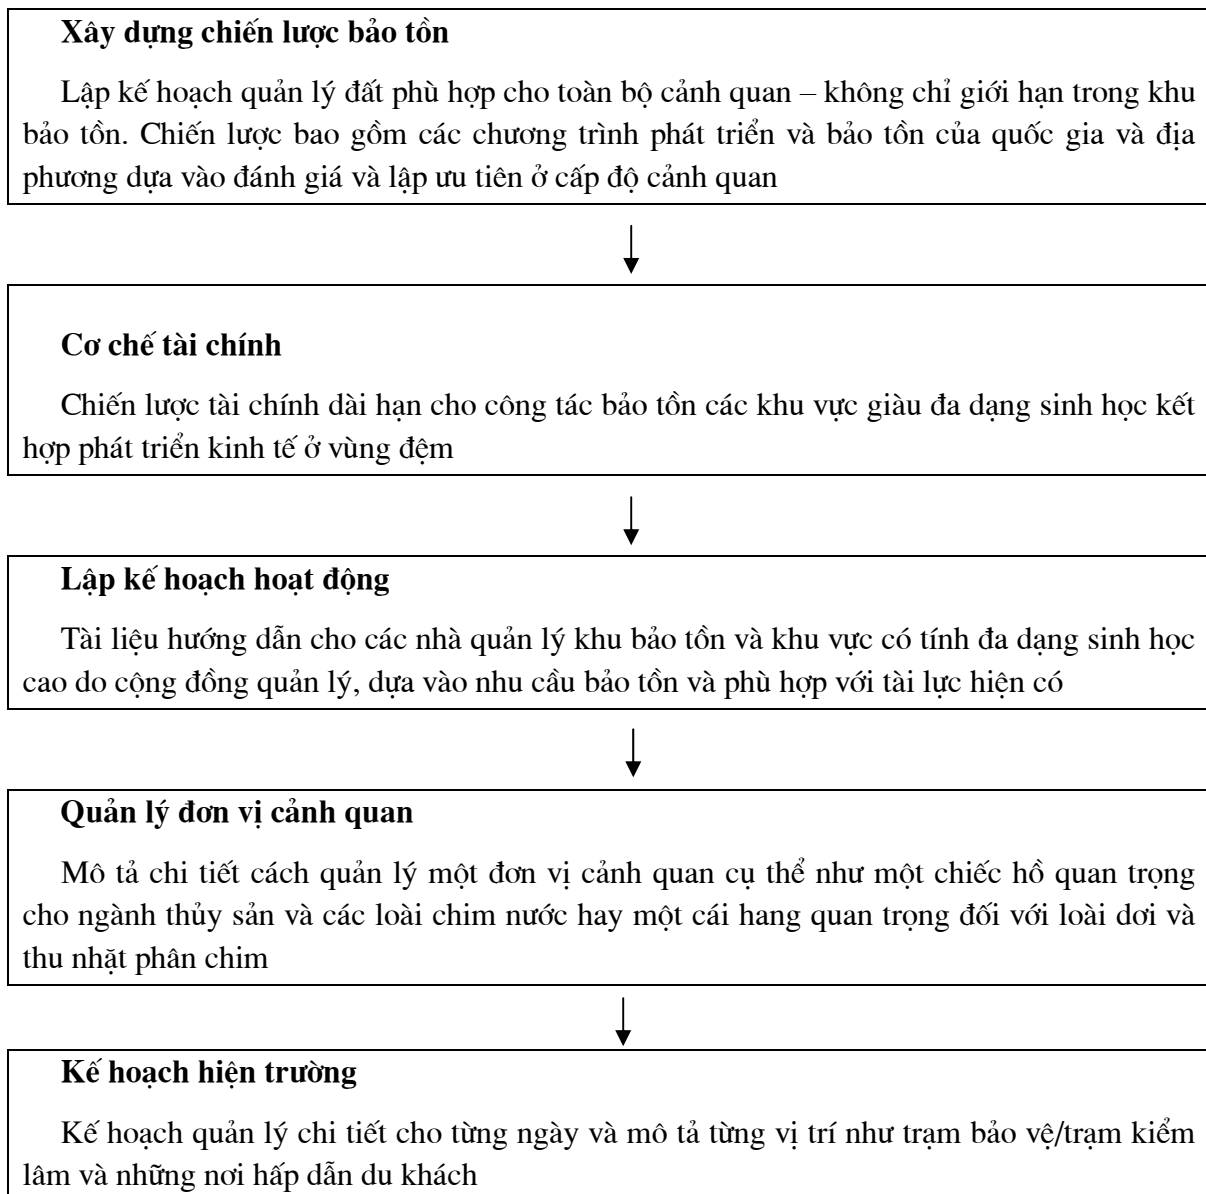 Xây dựng chiến lược bảo tồn
Lập kế hoạch quản lý đất phù hợp cho toàn bộ cảnh quan – không chỉ giới hạn trong khu
bảo tồn. Chiến lược bao gồm các chương trình phát triển và bảo tồn của quốc gia và địa
phương dựa vào đánh giá và lập ưu tiên ở cấp độ cảnh quan
Cơ chế tài chính
Chiến lược tài chính dài hạn cho công tác bảo tồn các khu vực giàu đa dạng sinh học kết
hợp phát triển kinh tế ở vùng đệm
Lập kế hoạch hoạt động
Tài liệu hướng dẫn cho các nhà quản lý khu bảo tồn và khu vực có tính đa dạng sinh học
cao do cộng đồng quản lý, dựa vào nhu cầu bảo tồn và phù hợp với tài lực hiện có
Quản lý đơn vị cảnh quan
Mô tả chi tiết cách quản lý một đơn vị cảnh quan cụ thể như một chiếc hồ quan trọng
cho ngành thủy sản và các loài chim nước hay một cái hang quan trọng đối với loài dơi và
thu nhặt phân chim
Kế hoạch hiện trường
Kế hoạch quản lý chi tiết cho từng ngày và mô tả từng vị trí như trạm bảo vệ/trạm kiểm
lâm và những nơi hấp dẫn du khách